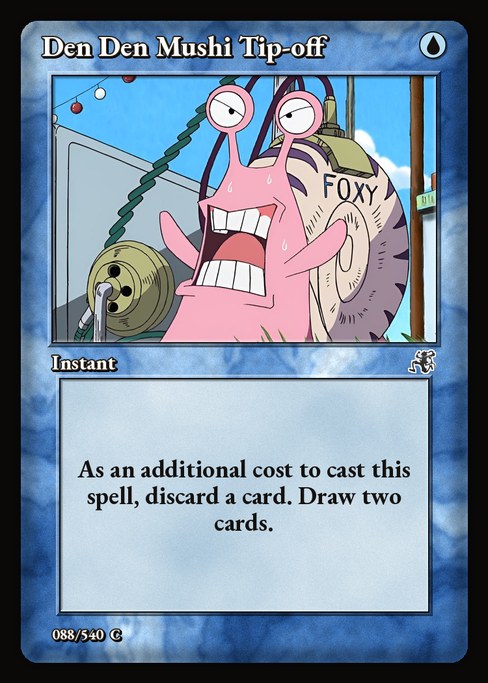 Den Den Mushi Tip-off
FOXY
Instant
As an additional cost to cast this
spell, discard a card. Draw two
cards.
088/540 C